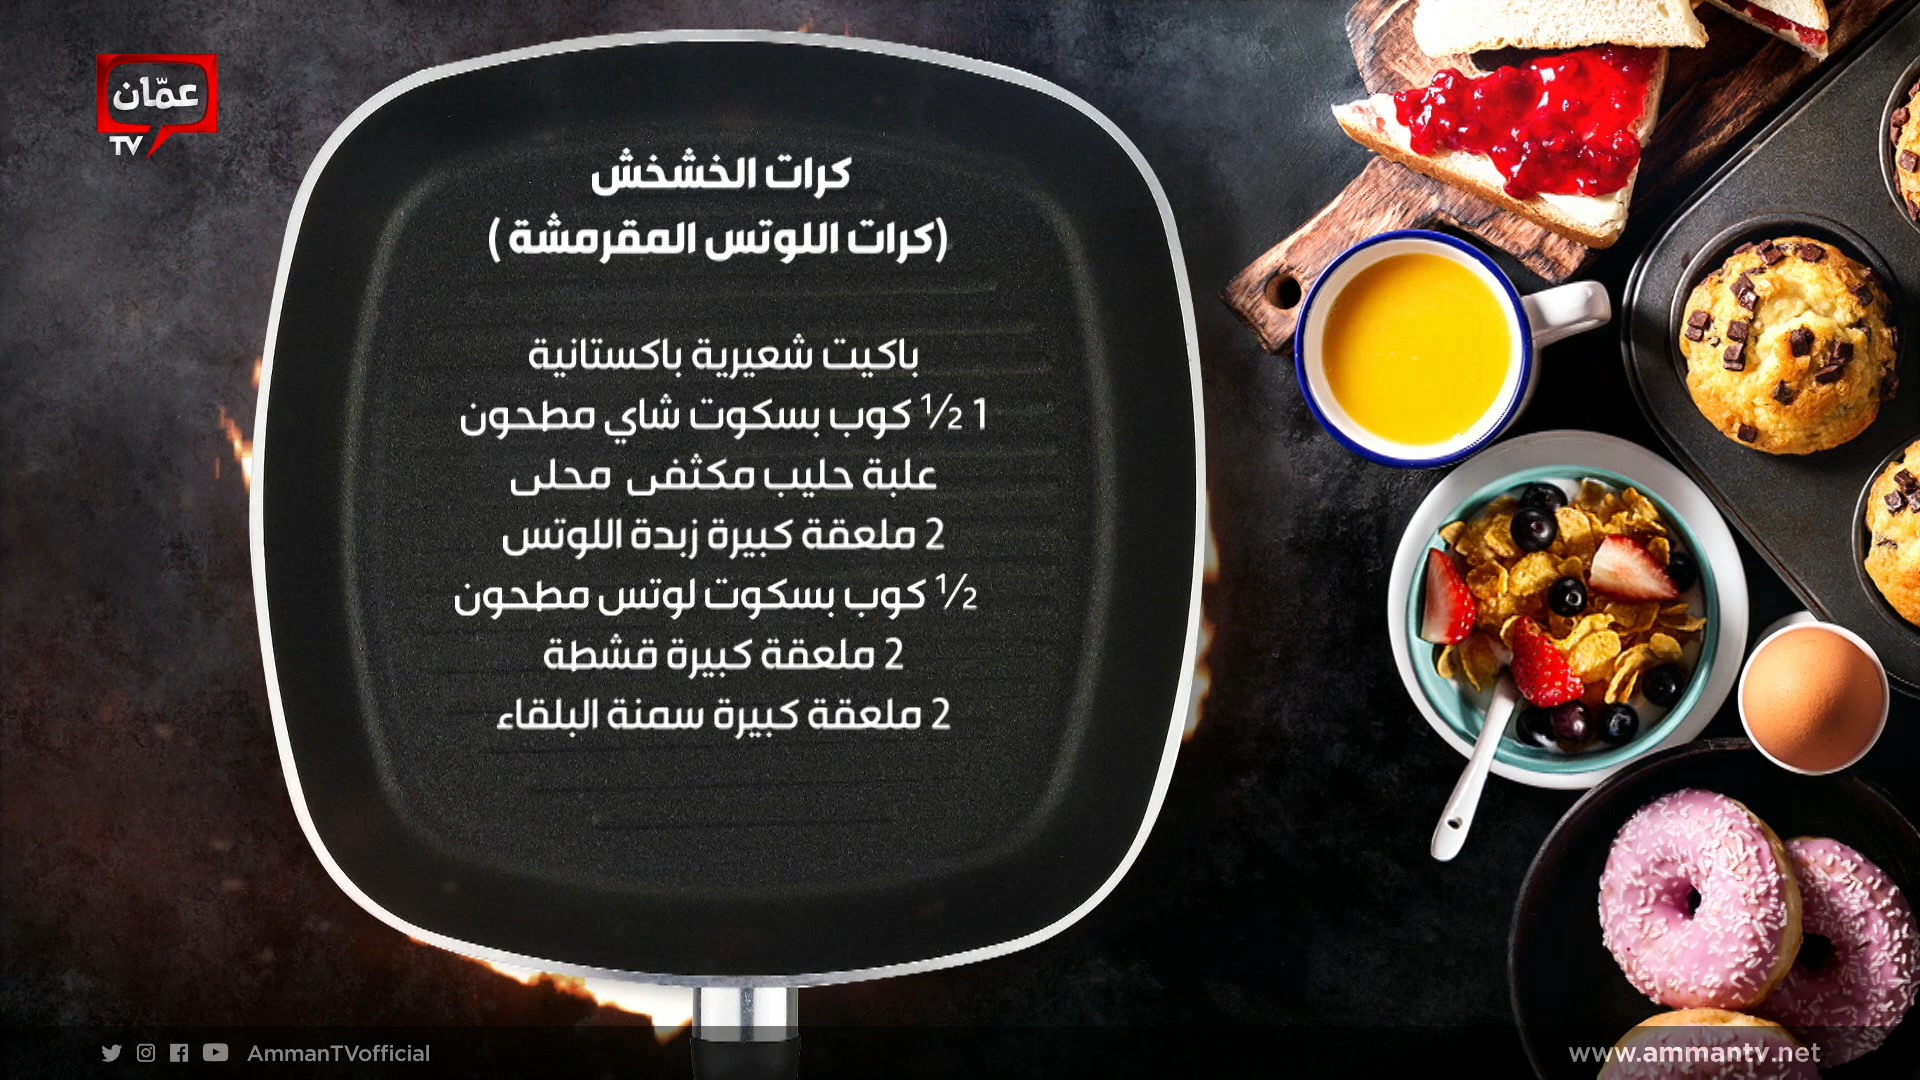 عمّان
TV
كرات الخشخش
(كرات اللوتس المقرمشة )
باكيت شعيرية باكستانية
1 ½ كوب بسكوت شاي مطحون
علبة حليب مكثفى  محلى
2 ملعقة كبيرة زبدة اللوتس
½ كوب بسكوت لوتس مطحون
2 ملعقة كبيرة قشطة
2 ملعقة كبيرة سمنة البلقاء
AmmanTVofficial
www.ammantv.net